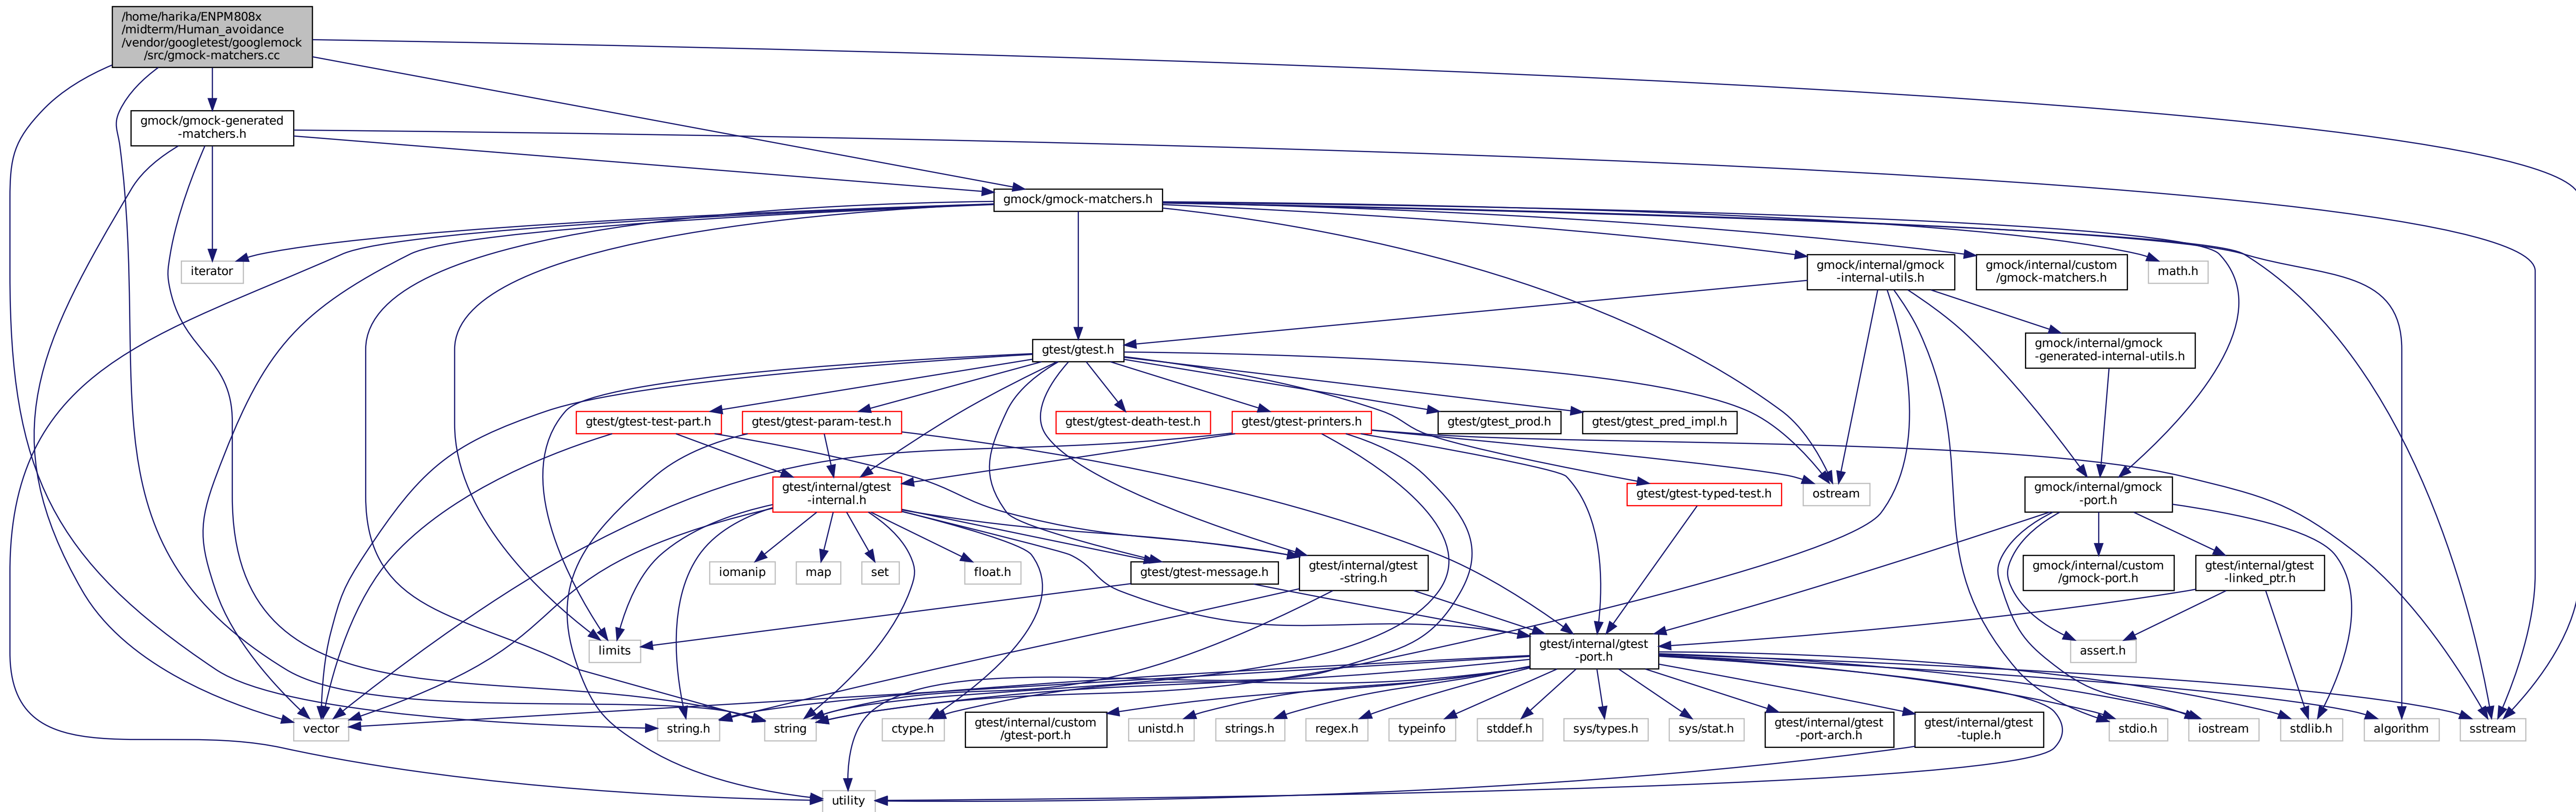 /home/harika/ENPM808x
/midterm/Human_avoidance
/vendor/googletest/googlemock
/src/gmock-matchers.cc
gmock/gmock-generated
-matchers.h
gmock/gmock-matchers.h
iterator
gmock/internal/gmock
-internal-utils.h
gmock/internal/custom
/gmock-matchers.h
math.h
gtest/gtest.h
gmock/internal/gmock
-generated-internal-utils.h
gtest/gtest-test-part.h
gtest/gtest-param-test.h
gtest/gtest-death-test.h
gtest/gtest-printers.h
gtest/gtest_prod.h
gtest/gtest_pred_impl.h
gtest/internal/gtest
-internal.h
gtest/gtest-typed-test.h
ostream
gmock/internal/gmock
-port.h
iomanip
map
set
float.h
gtest/gtest-message.h
gtest/internal/gtest
-string.h
gmock/internal/custom
/gmock-port.h
gtest/internal/gtest
-linked_ptr.h
limits
gtest/internal/gtest
-port.h
assert.h
vector
string.h
string
ctype.h
gtest/internal/custom
/gtest-port.h
unistd.h
strings.h
regex.h
typeinfo
stddef.h
sys/types.h
sys/stat.h
gtest/internal/gtest
-port-arch.h
gtest/internal/gtest
-tuple.h
stdio.h
iostream
stdlib.h
algorithm
sstream
utility